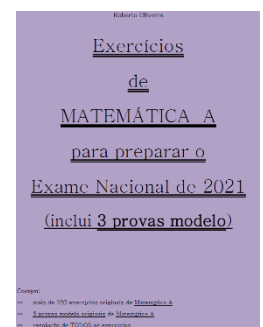 Roberto Oliveira
Exercícios
de
MATEMÁTICA A
para preparar o
Exame Nacional de 2021
(inclui 3 provas modelo)
Contém:
mais de 100 exercícios originais de Matemática A
3 provas modelo originais de Matemática A
resolução de TODOS os exercícios